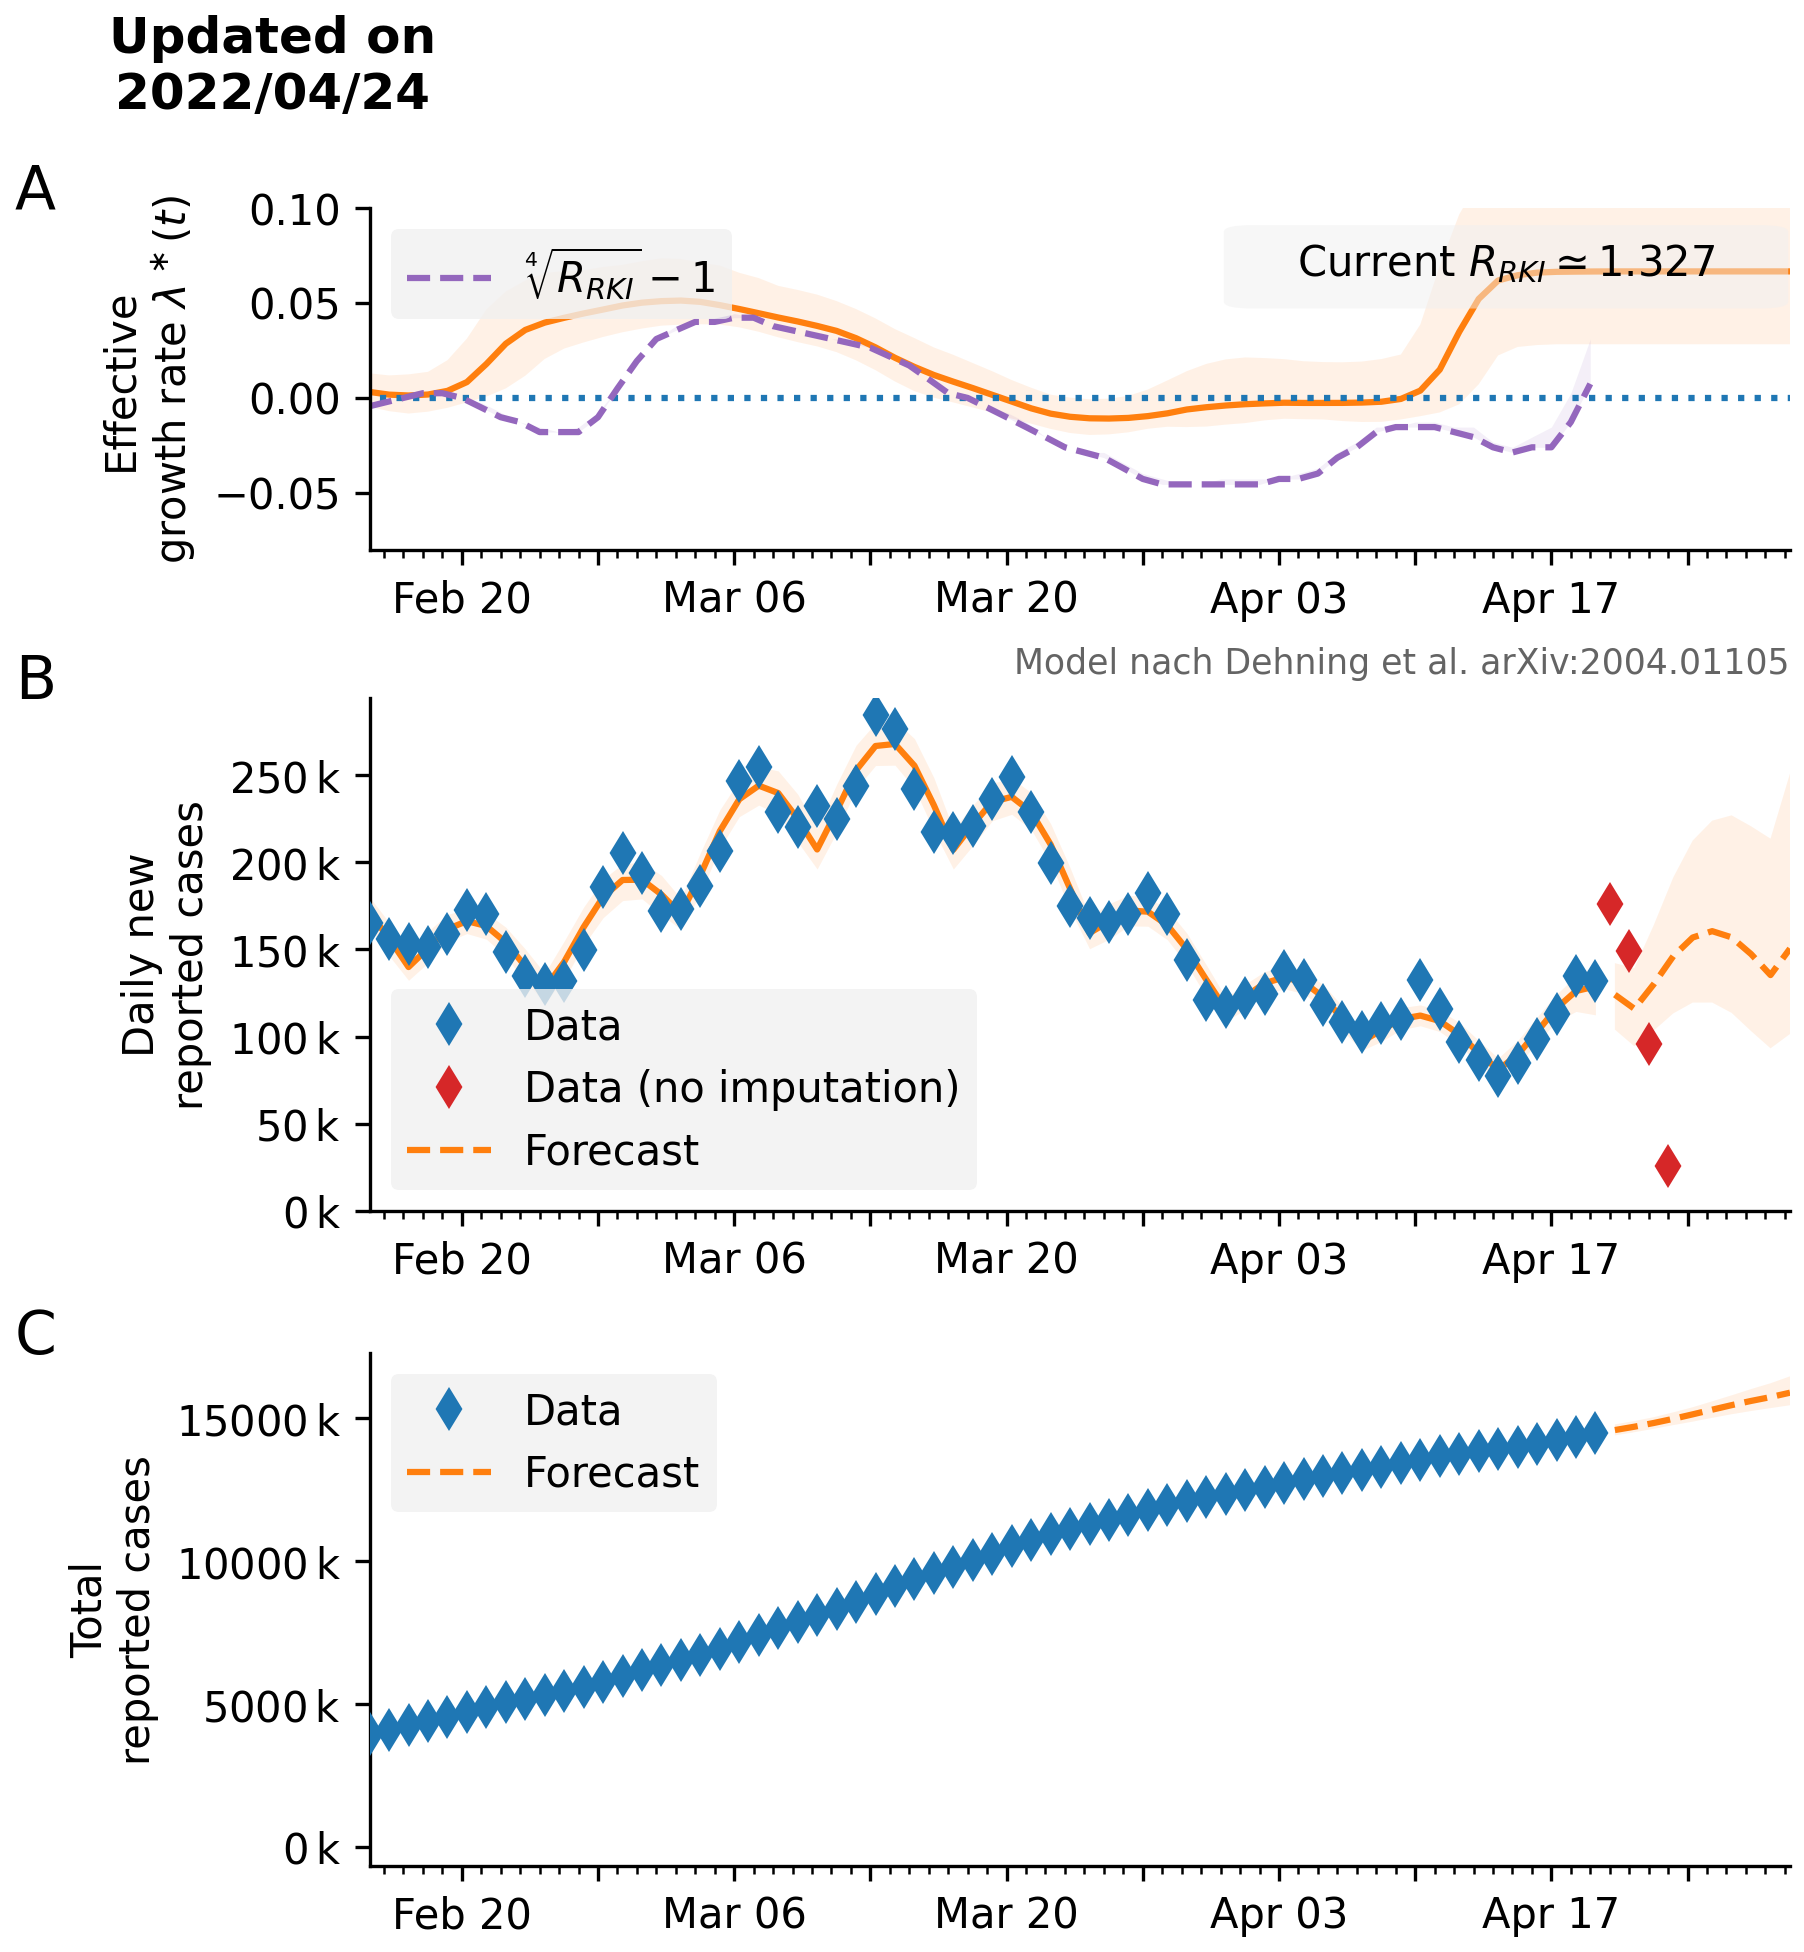 Updated on
2022/04/24
A
Effective
growth rate λ * (t)
0.10
0.05
0.00
−0.05
∜R_RKI − 1
Current R_RKI ≃ 1.327
Feb 20
Mar 06
Mar 20
Apr 03
Apr 17
Model nach Dehning et al. arXiv:2004.01105
B
Daily new
reported cases
250 k
200 k
150 k
100 k
50 k
0 k
Data
Data (no imputation)
Forecast
Feb 20
Mar 06
Mar 20
Apr 03
Apr 17
C
Total
reported cases
15000 k
10000 k
5000 k
0 k
Data
Forecast
Feb 20
Mar 06
Mar 20
Apr 03
Apr 17